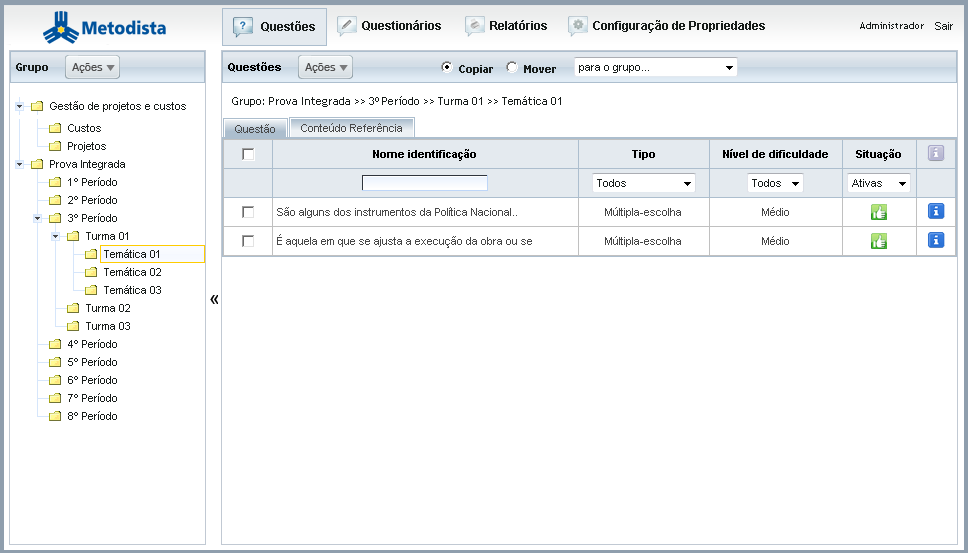 Metodista
Questões Questionários Relatórios Configuração de Propriedades Administrador Sair
Grupo Ações
Gestão de projetos e custos
Custos
Projetos
Prova Integrada
1º Período
2º Período
3º Período
Turma 01
Temática 01
Temática 02
Temática 03
Turma 02
Turma 03
4º Período
5º Período
6º Período
7º Período
8º Período
«
Questões Ações Copiar Mover para o grupo...
Grupo: Prova Integrada >> 3º Período >> Turma 01 >> Temática 01
Questão Conteúdo Referência
Nome identificação Tipo Nível de dificuldade Situação
Todos Todos Ativas
São alguns dos instrumentos da Política Nacional.. Múltipla-escolha Médio
É aquela em que se ajusta a execução da obra ou se Múltipla-escolha Médio